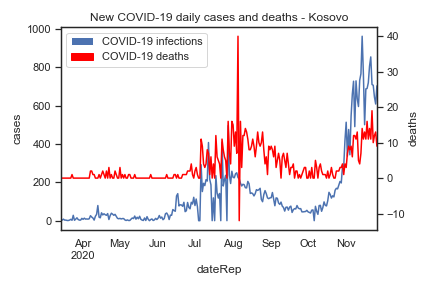 New COVID-19 daily cases and deaths - Kosovo
COVID-19 infections
COVID-19 deaths
1000
800
600
400
200
0
cases
40
30
20
10
0
−10
deaths
Apr May Jun Jul Aug Sep Oct Nov
2020
dateRep